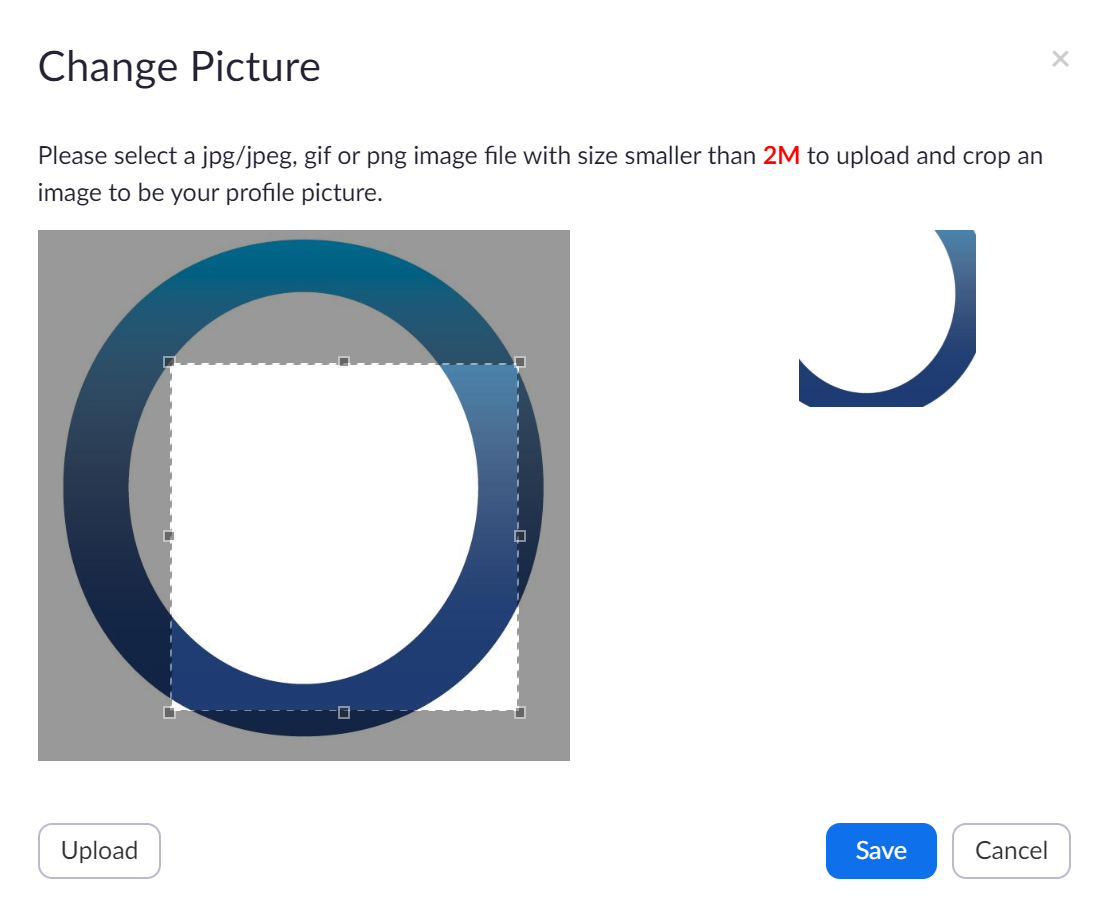 Change Picture
×
Please select a jpg/jpeg, gif or png image file with size smaller than 2M to upload and crop an
image to be your profile picture.
Upload
Save
Cancel